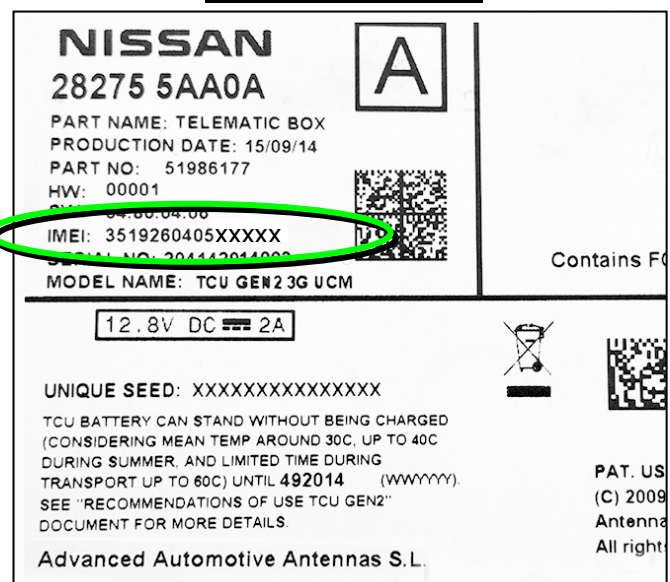 NISSAN
A
28275 5AA0A
PART NAME: TELEMATIC BOX
PRODUCTION DATE: 15/09/14
PART NO: 51986177
HW: 00001
IMEI: 3519260405XXXXX
MODEL NAME: TCU GEN2 3G UCM
Contains
12.8V DC 2A
UNIQUE SEED: XXXXXXXXXXXXXXX
TCU BATTERY CAN STAND WITHOUT BEING CHARGED
(CONSIDERING MEAN TEMP AROUND 30C, UP TO 40C
DURING SUMMER, AND LIMITED TIME DURING
TRANSPORT UP TO 60C) UNTIL 492014 (WWYYYY).
SEE "RECOMMENDATIONS OF USE TCU GEN2"
DOCUMENT FOR MORE DETAILS.
Advanced Automotive Antennas S.L.
PAT. US
(C) 2009
Antenna
All right